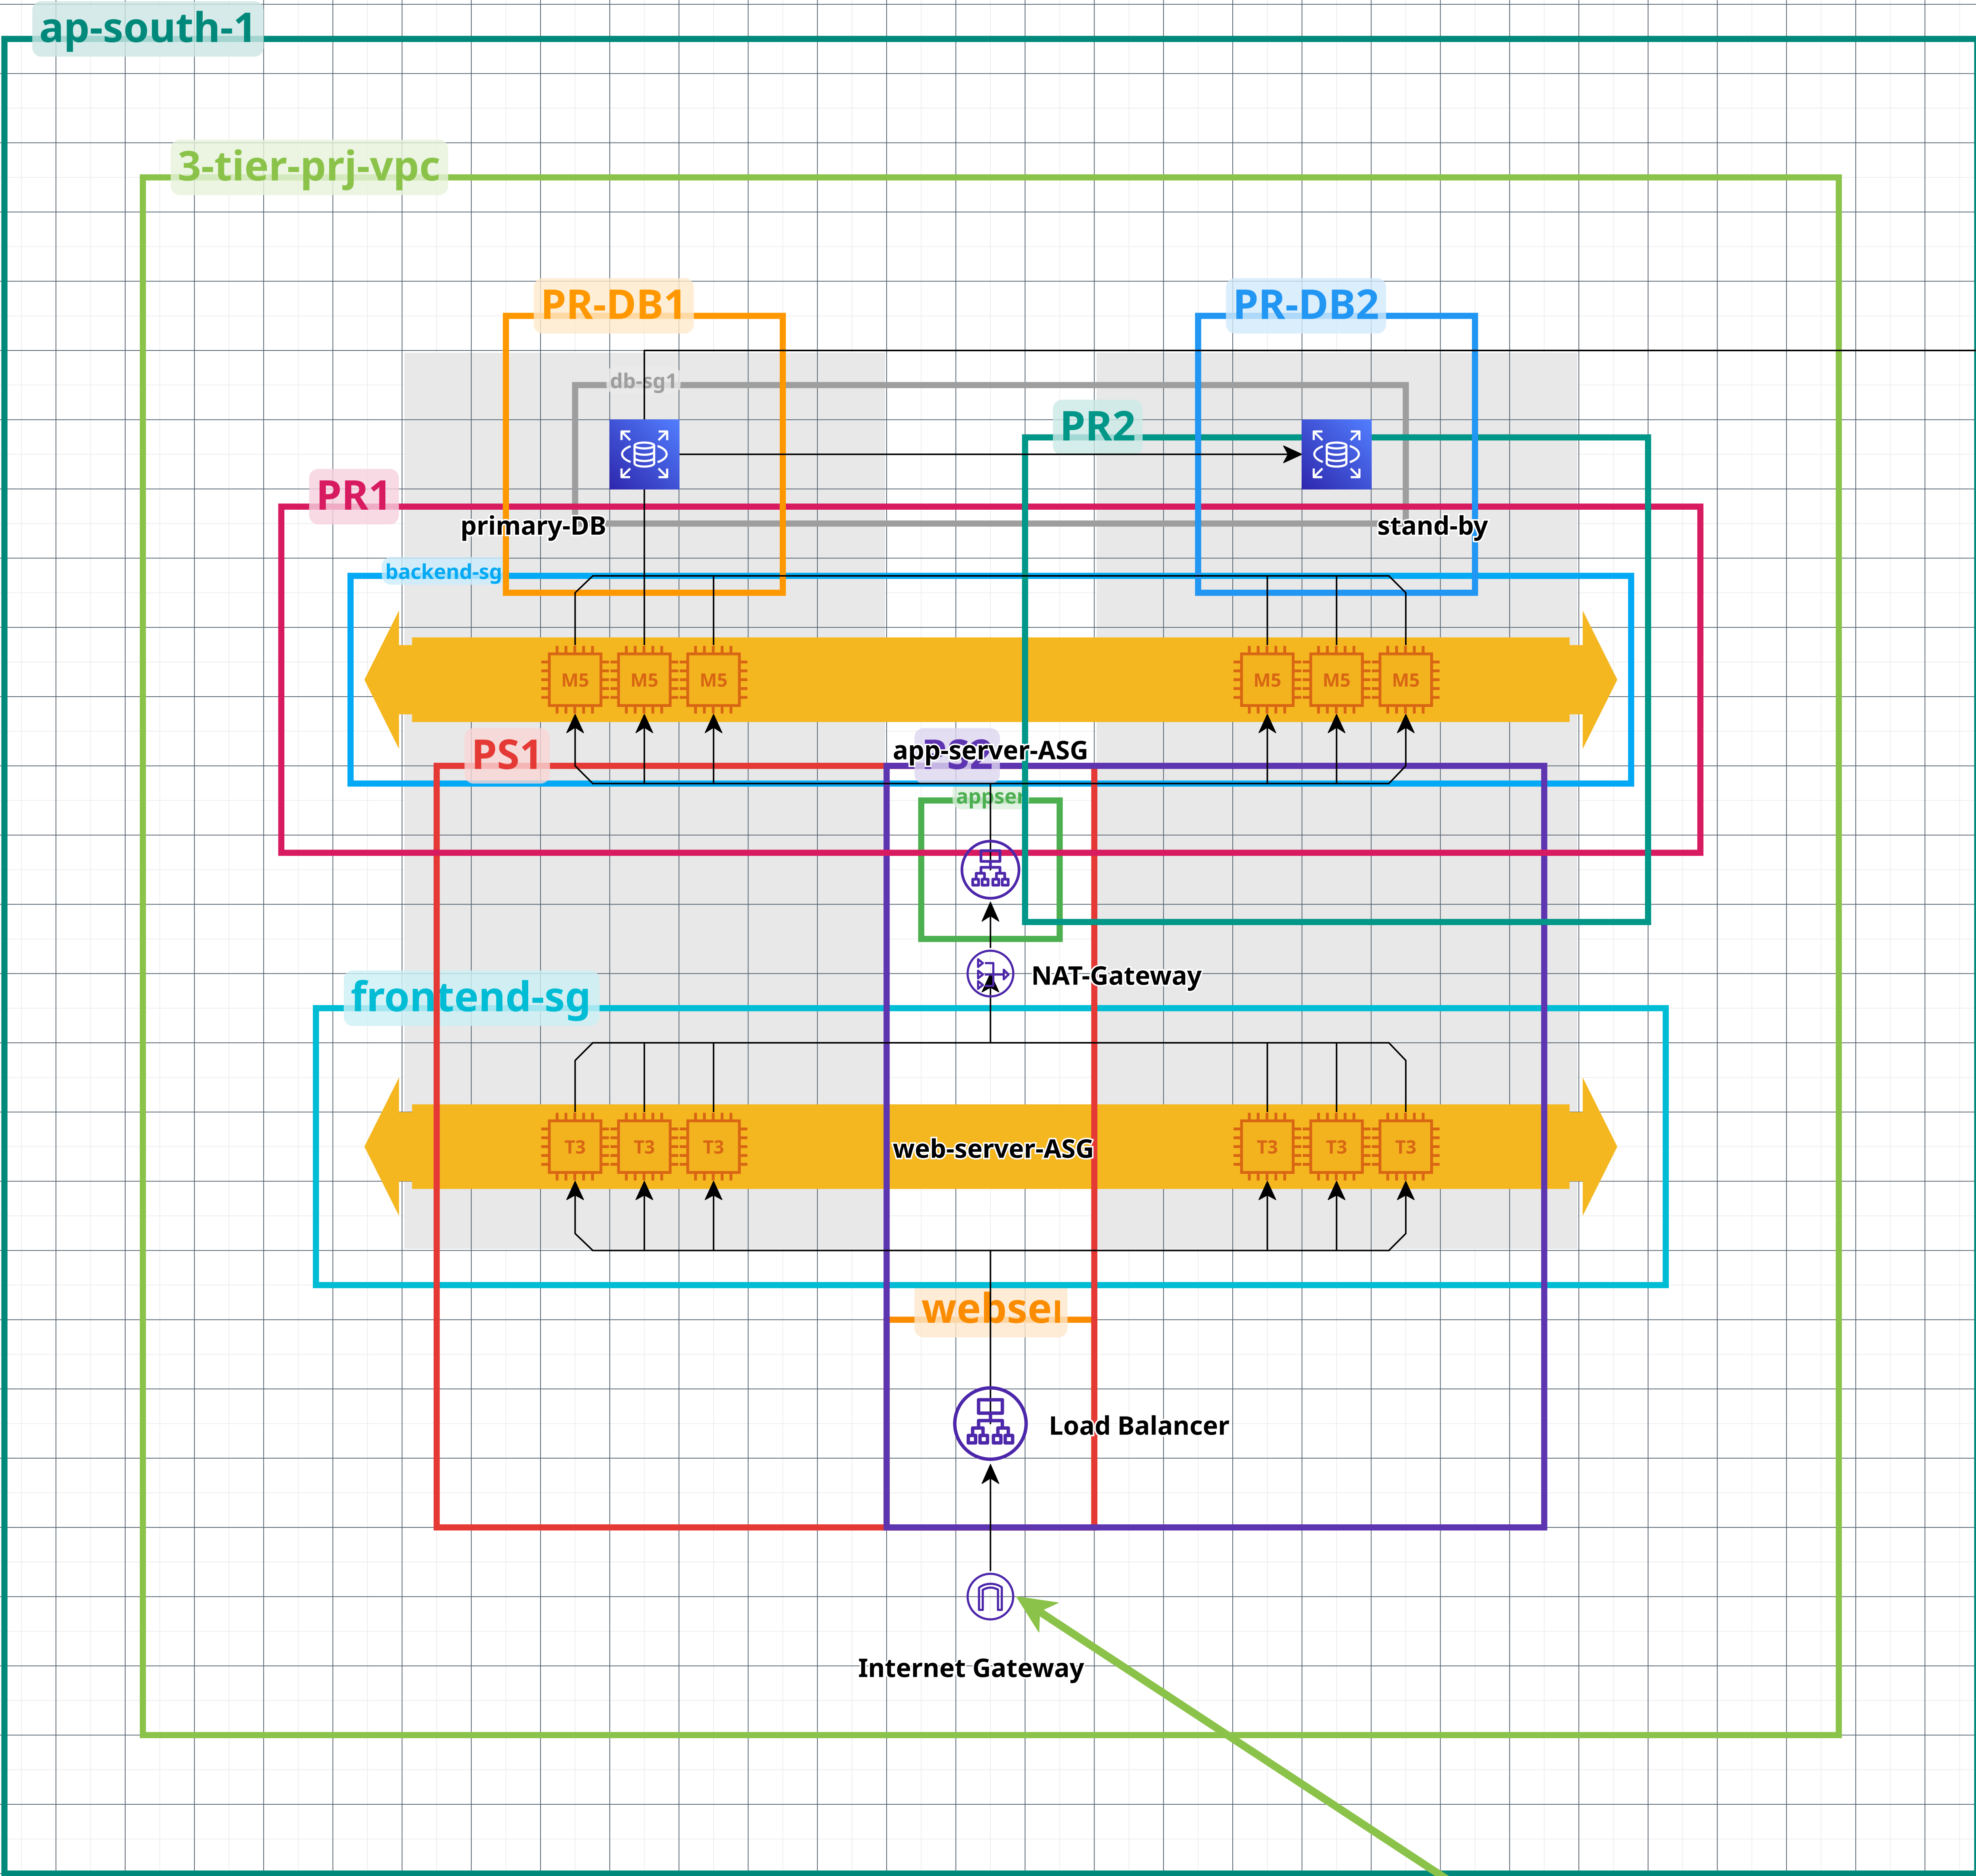 ap-south-1
3-tier-prj-vpc
PR-DB1
PR-DB2
db-sg1
PR2
PR1
primary-DB
stand-by
backend-sg
M5 M5 M5 M5 M5 M5
PS1
PS2
app-server-ASG
appser
NAT-Gateway
frontend-sg
T3 T3 T3 T3 T3 T3
web-server-ASG
webser
Load Balancer
Internet Gateway